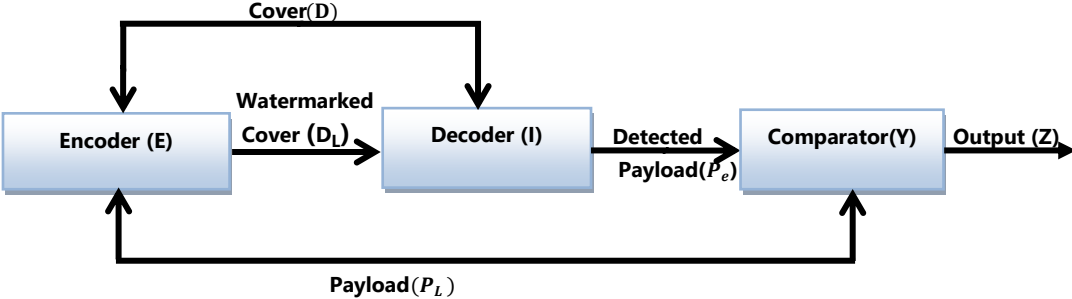 Cover(D)
Watermarked
Cover (D_L)
Encoder (E)
Decoder (I)
Detected
Payload(P_e)
Comparator(Y)
Output (Z)
Payload(P_L)